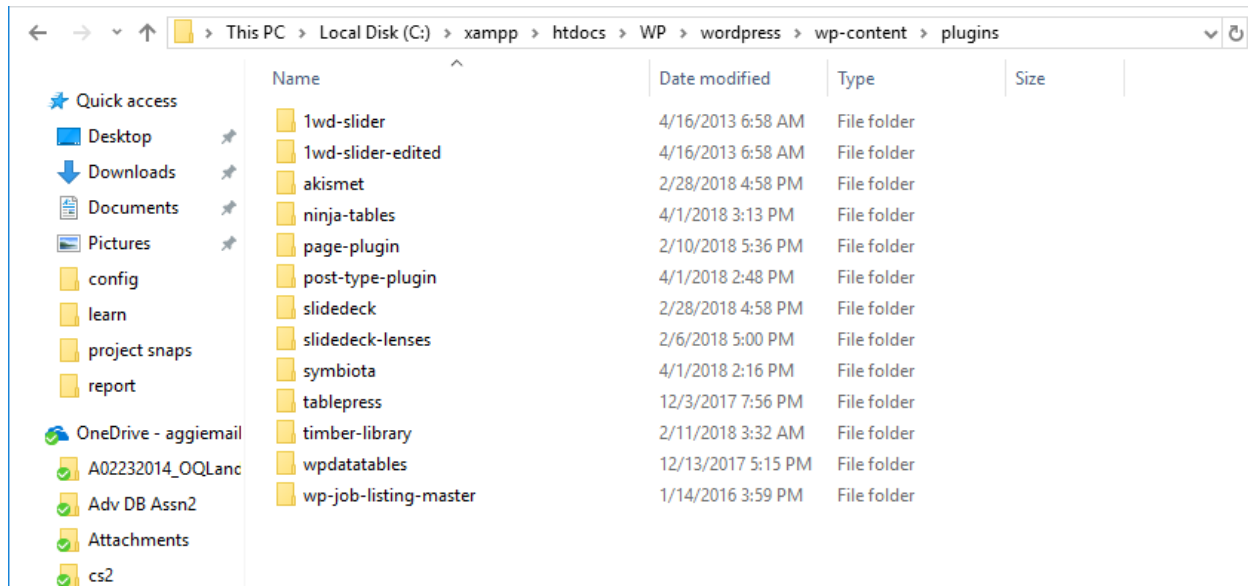 This PC > Local Disk (C:) > xampp > htdocs > WP > wordpress > wp-content > plugins
Name Date modified Type Size
Quick access
Desktop
Downloads
Documents
Pictures
config
learn
project snaps
report
OneDrive - aggiemail
A02232014_OQLanc
Adv DB Assn2
Attachments
cs2
1wd-slider 4/16/2013 6:58 AM File folder
1wd-slider-edited 4/16/2013 6:58 AM File folder
akismet 2/28/2018 4:58 PM File folder
ninja-tables 4/1/2018 3:13 PM File folder
page-plugin 2/10/2018 5:36 PM File folder
post-type-plugin 4/1/2018 2:48 PM File folder
slidedeck 2/28/2018 4:58 PM File folder
slidedeck-lenses 2/6/2018 5:00 PM File folder
symbiota 4/1/2018 2:16 PM File folder
tablepress 12/3/2017 7:56 PM File folder
timber-library 2/11/2018 3:32 AM File folder
wpdatatables 12/13/2017 5:15 PM File folder
wp-job-listing-master 1/14/2016 3:59 PM File folder